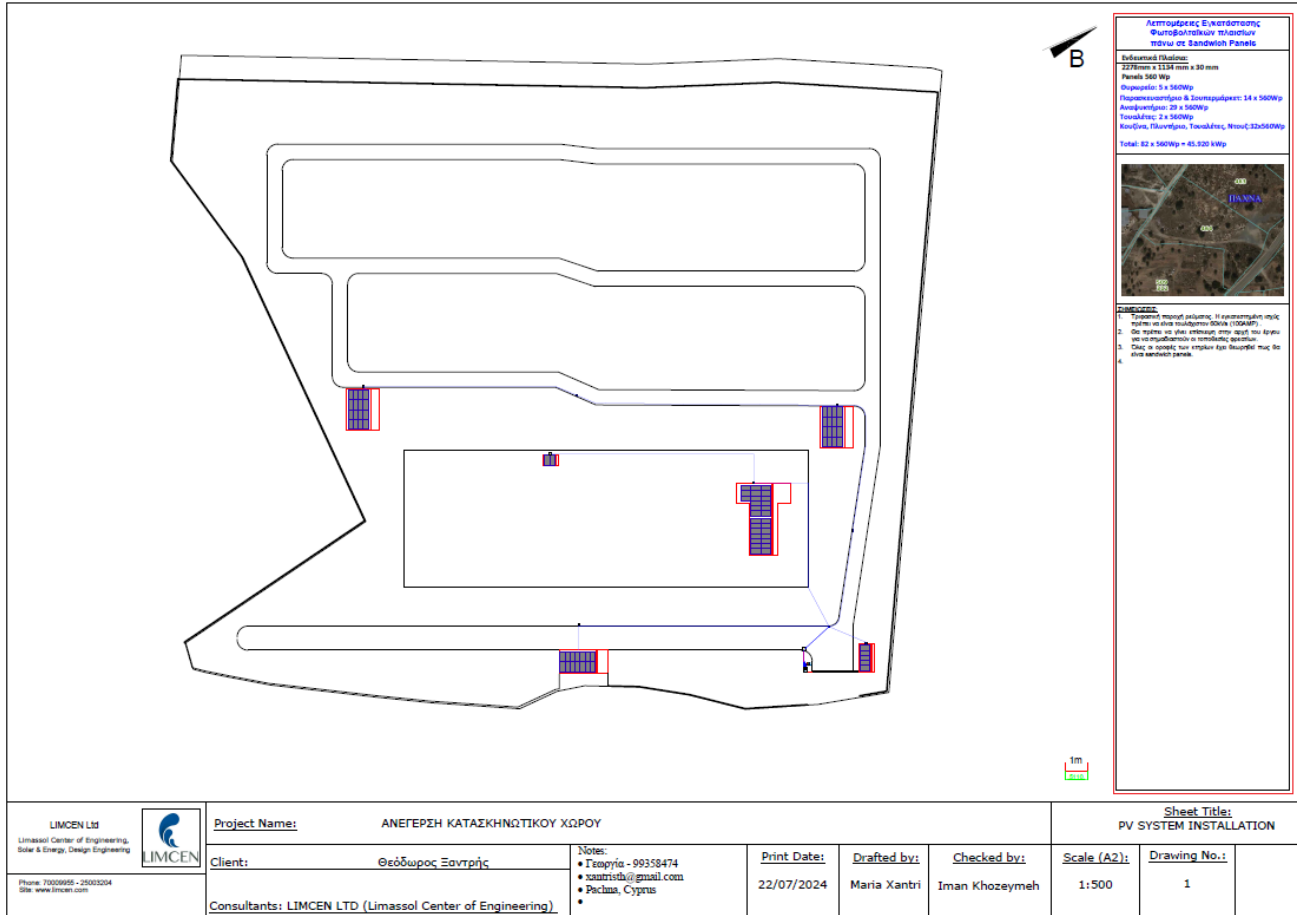 B
Λεπτομέρειες Εγκατάστασης
Φωτοβολταϊκών πλαισίων
πάνω σε Sandwich Panels
Ενδεικτικά Πλαίσια:
2278mm x 1134 mm x 30 mm
Panels 560 Wp
Θυρωρείο: 5 x 560Wp
Παρασκευαστήριο & Σουπερμάρκετ: 14 x 560Wp
Αναψυκτήριο: 29 x 560Wp
Τουαλέτες: 2 x 560Wp
Κουζίνα, Πλυντήριο, Τουαλέτες, Ντουζ:32x560Wp
Total: 82 x 560Wp = 45.920 kWp
ΠΑΧΝΑ
ΣΗΜΕΙΩΣΕΙΣ:
1. Τριφασική παροχή ρεύματος. Η εγκατεστημένη ισχύς
πρέπει να είναι τουλάχιστον 60kVa (100AMP) .
2. Θα πρέπει να γίνει επίσκεψη στην αρχή του έργου
για να σημαδιαστούν οι τοποθεσίες φρεατίων.
3. Όλες οι οροφές των κτηρίων έχει θεωρηθεί πως θα
είναι sandwich panels.
4.
1m
LIMCEN Ltd
Limassol Center of Engineering,
Solar & Energy, Design Engineering
LIMCEN
Phone: 70009955 - 25003204
Site: www.limcen.com
Project Name: ΑΝΕΓΕΡΣΗ ΚΑΤΑΣΚΗΝΩΤΙΚΟΥ ΧΩΡΟΥ
Client: Θεόδωρος Ξαντρής
Consultants: LIMCEN LTD (Limassol Center of Engineering)
Notes:
• Γεωργία - 99358474
• xantristh@gmail.com
• Pachna, Cyprus
•
Print Date:
22/07/2024
Drafted by:
Maria Xantri
Checked by:
Iman Khozeymeh
Sheet Title:
PV SYSTEM INSTALLATION
Scale (A2):
1:500
Drawing No.:
1